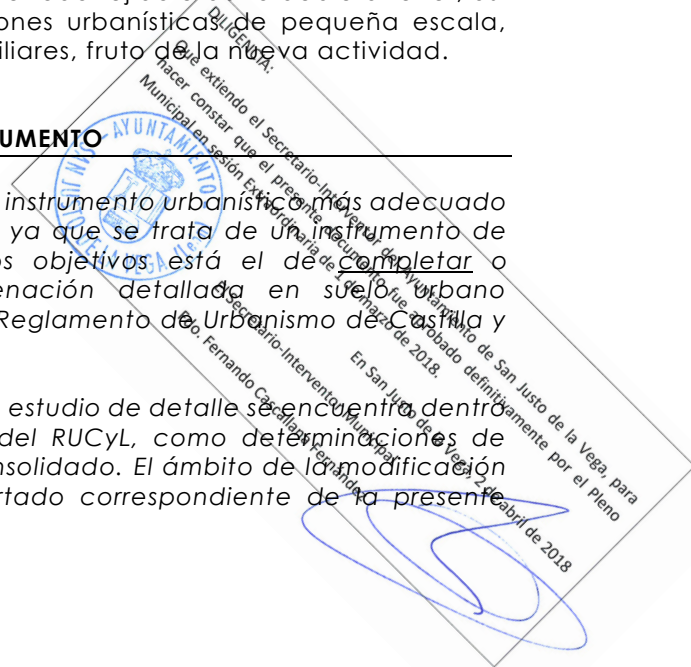 ones urbanísticas de pequeña escala,
iliares, fruto de la nueva actividad.
UMENTO
instrumento urbanístico más adecuado
ya que se trata de un instrumento de
os objetivos está el de completar o
enación detallada en suelo urbano
Reglamento de Urbanismo de Castilla y
estudio de detalle se encuentra dentro
del RUCyL, como determinaciones de
nsolidado. El ámbito de la modificación
rtado correspondiente de la presente
DILIGENCIA:
Que extiendo el Secretario-Interventor del Ayuntamiento de San Justo de la Vega, para
hacer constar que el presente documento fue aprobado definitivamente por el Pleno
Municipal en sesión Extraordinaria de 1 de marzo de 2018.
En San Justo de la Vega, 2 de abril de 2018
El Secretario-Interventor Municipal
Fdo. Fernando Cascallana Fernández
AYUNTAMIENTO